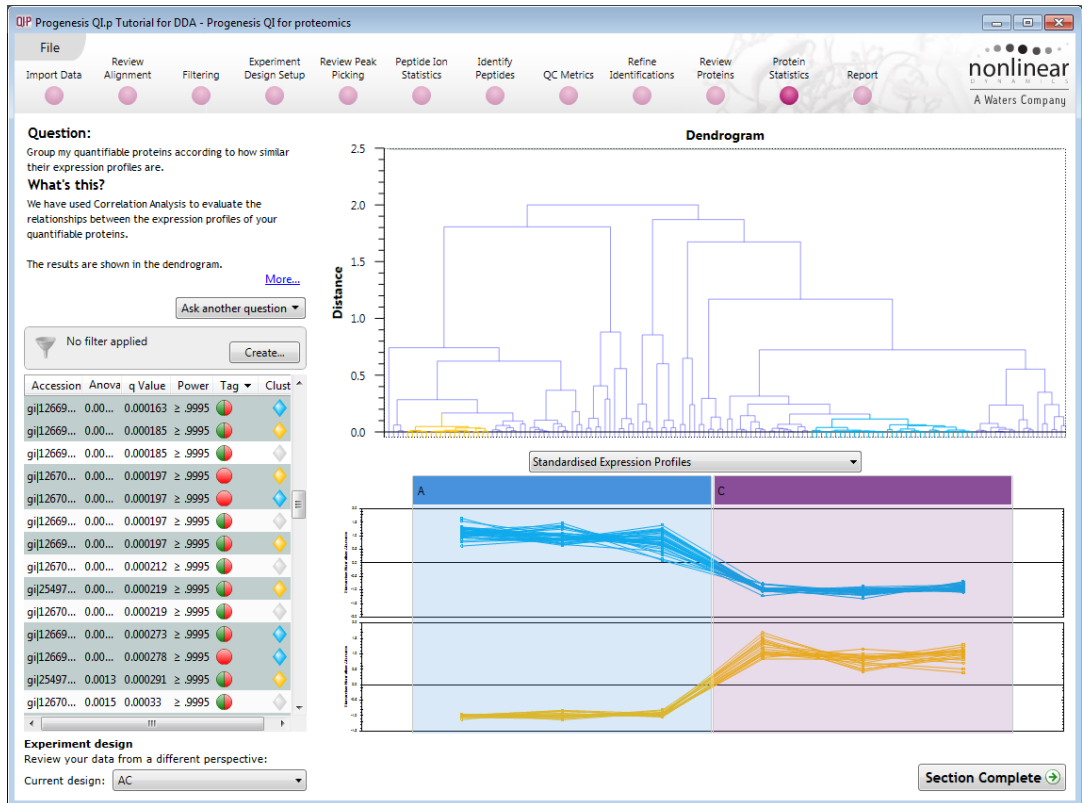 Progenesis QI.p Tutorial for DDA - Progenesis QI for proteomics
File
Import Data
Review Alignment
Filtering
Experiment Design Setup
Review Peak Picking
Peptide Ion Statistics
Identify Peptides
QC Metrics
Refine Identifications
Review Proteins
Protein Statistics
Report
nonlinear
DYNAMICS
A Waters Company
Question:
Group my quantifiable proteins according to how similar
their expression profiles are.
What's this?
We have used Correlation Analysis to evaluate the
relationships between the expression profiles of your
quantifiable proteins.
The results are shown in the dendrogram.
More...
Ask another question
No filter applied
Create...
Accession Anova q Value Power Tag Clust
gi|12669... 0.00... 0.000163 ≥ .9995
gi|12669... 0.00... 0.000185 ≥ .9995
gi|12669... 0.00... 0.000185 ≥ .9995
gi|12670... 0.00... 0.000197 ≥ .9995
gi|12670... 0.00... 0.000197 ≥ .9995
gi|12669... 0.00... 0.000197 ≥ .9995
gi|12669... 0.00... 0.000197 ≥ .9995
gi|12670... 0.00... 0.000212 ≥ .9995
gi|25497... 0.00... 0.000219 ≥ .9995
gi|12670... 0.00... 0.000219 ≥ .9995
gi|12669... 0.00... 0.000273 ≥ .9995
gi|12669... 0.00... 0.000278 ≥ .9995
gi|25497... 0.0013 0.000291 ≥ .9995
gi|12670... 0.0015 0.00033 ≥ .9995
Experiment design
Review your data from a different perspective:
Current design: AC
Dendrogram
Distance
2.5
2.0
1.5
1.0
0.5
0.0
Standardised Expression Profiles
A
C
Section Complete